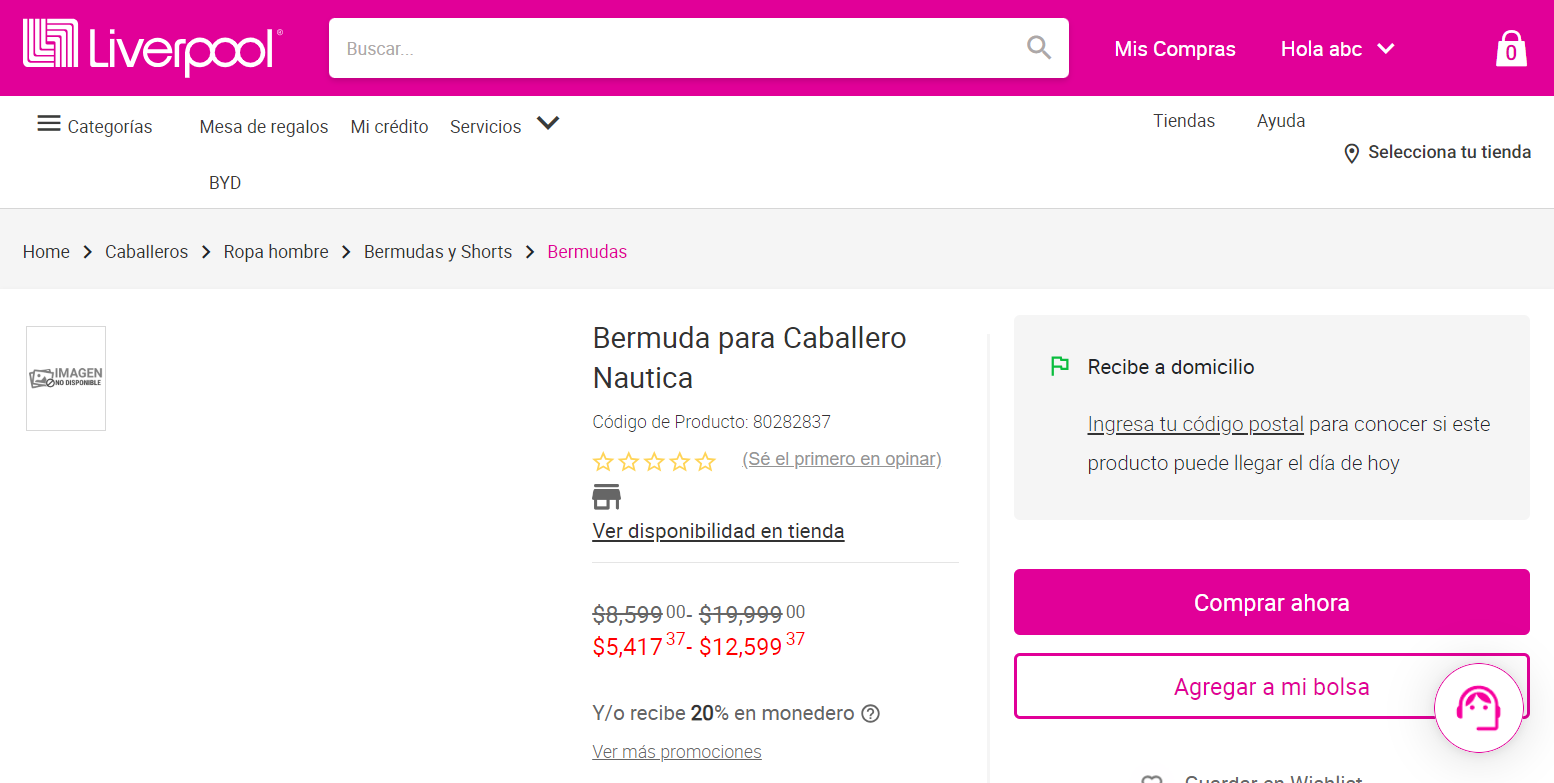 Liverpool®
Buscar...
Mis Compras
Hola abc
0
Categorías
Mesa de regalos
Mi crédito
Servicios
Tiendas
Ayuda
Selecciona tu tienda
BYD
Home
Caballeros
Ropa hombre
Bermudas y Shorts
Bermudas
IMAGEN
NO DISPONIBLE
Bermuda para Caballero
Nautica
Código de Producto: 80282837
(Sé el primero en opinar)
Ver disponibilidad en tienda
$8,599 00- $19,999 00
$5,417 37- $12,599 37
Y/o recibe 20% en monedero ?
Ver más promociones
Recibe a domicilio
Ingresa tu código postal para conocer si este
producto puede llegar el día de hoy
Comprar ahora
Agregar a mi bolsa
Guardar en Wishlist